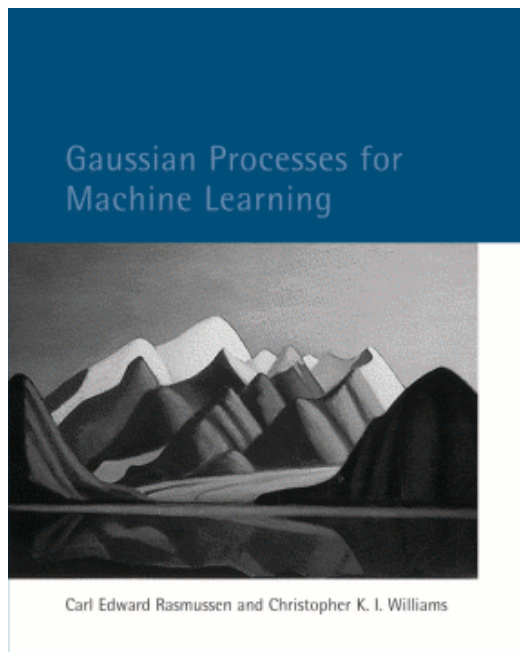 Gaussian Processes for
Machine Learning
Carl Edward Rasmussen and Christopher K. I. Williams